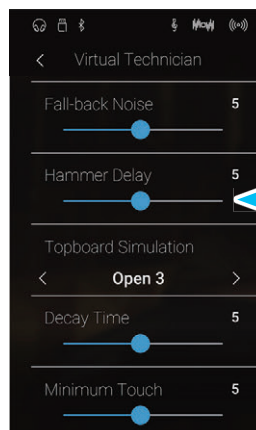 < Virtual Technician
Fall-back Noise 5
Hammer Delay 5
Topboard Simulation
< Open 3 >
Decay Time 5
Minimum Touch 5